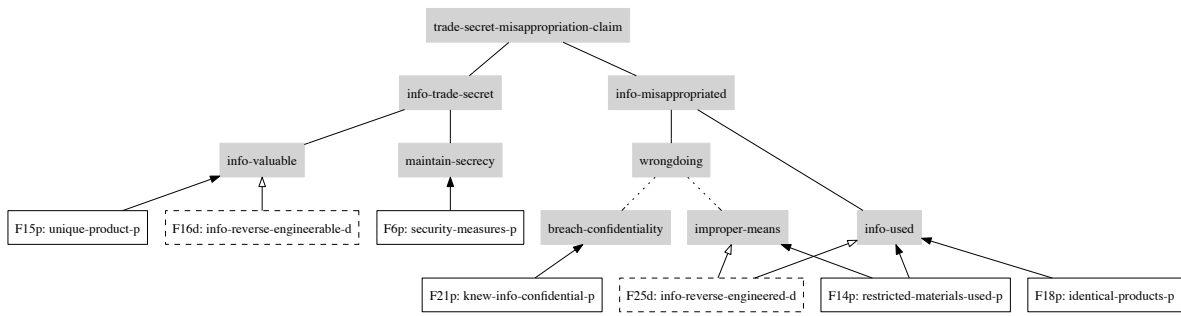 trade-secret-misappropriation-claim
info-trade-secret
info-misappropriated
info-valuable
maintain-secrecy
wrongdoing
F15p: unique-product-p
F16d: info-reverse-engineerable-d
F6p: security-measures-p
breach-confidentiality
improper-means
info-used
F21p: knew-info-confidential-p
F25d: info-reverse-engineered-d
F14p: restricted-materials-used-p
F18p: identical-products-p